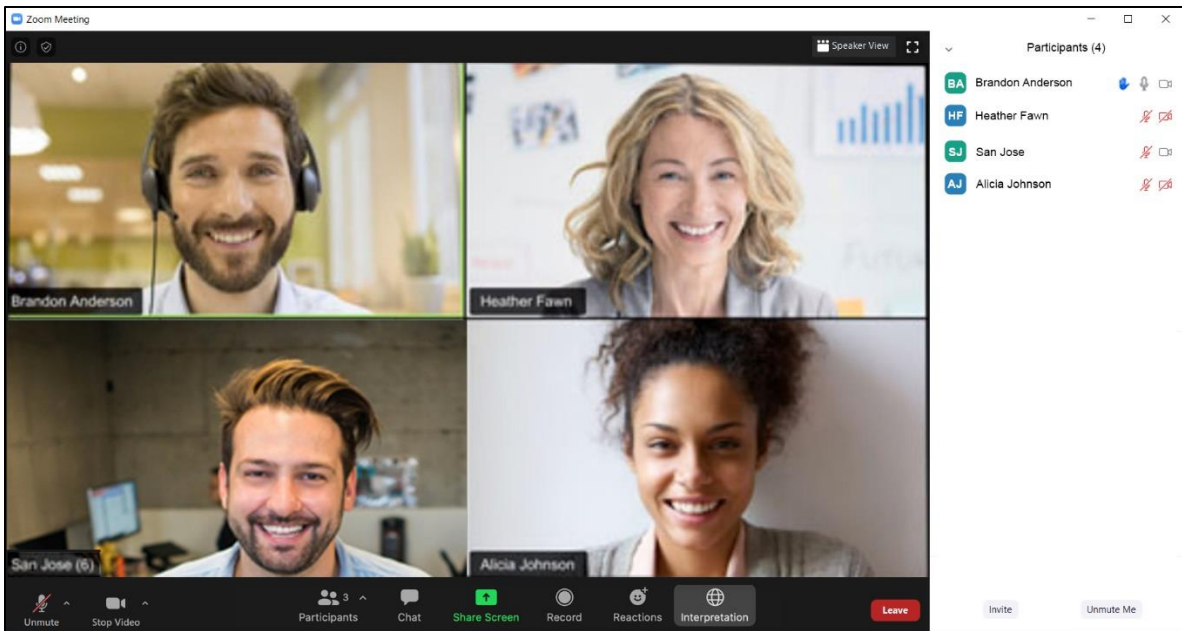 Zoom Meeting
Speaker View
Participants (4)
BA Brandon Anderson
HF Heather Fawn
SJ San Jose
AJ Alicia Johnson
Brandon Anderson
Heather Fawn
San Jose (6)
Alicia Johnson
Unmute
Stop Video
3
Participants
Chat
Share Screen
Record
Reactions
Interpretation
Leave
Invite
Unmute Me